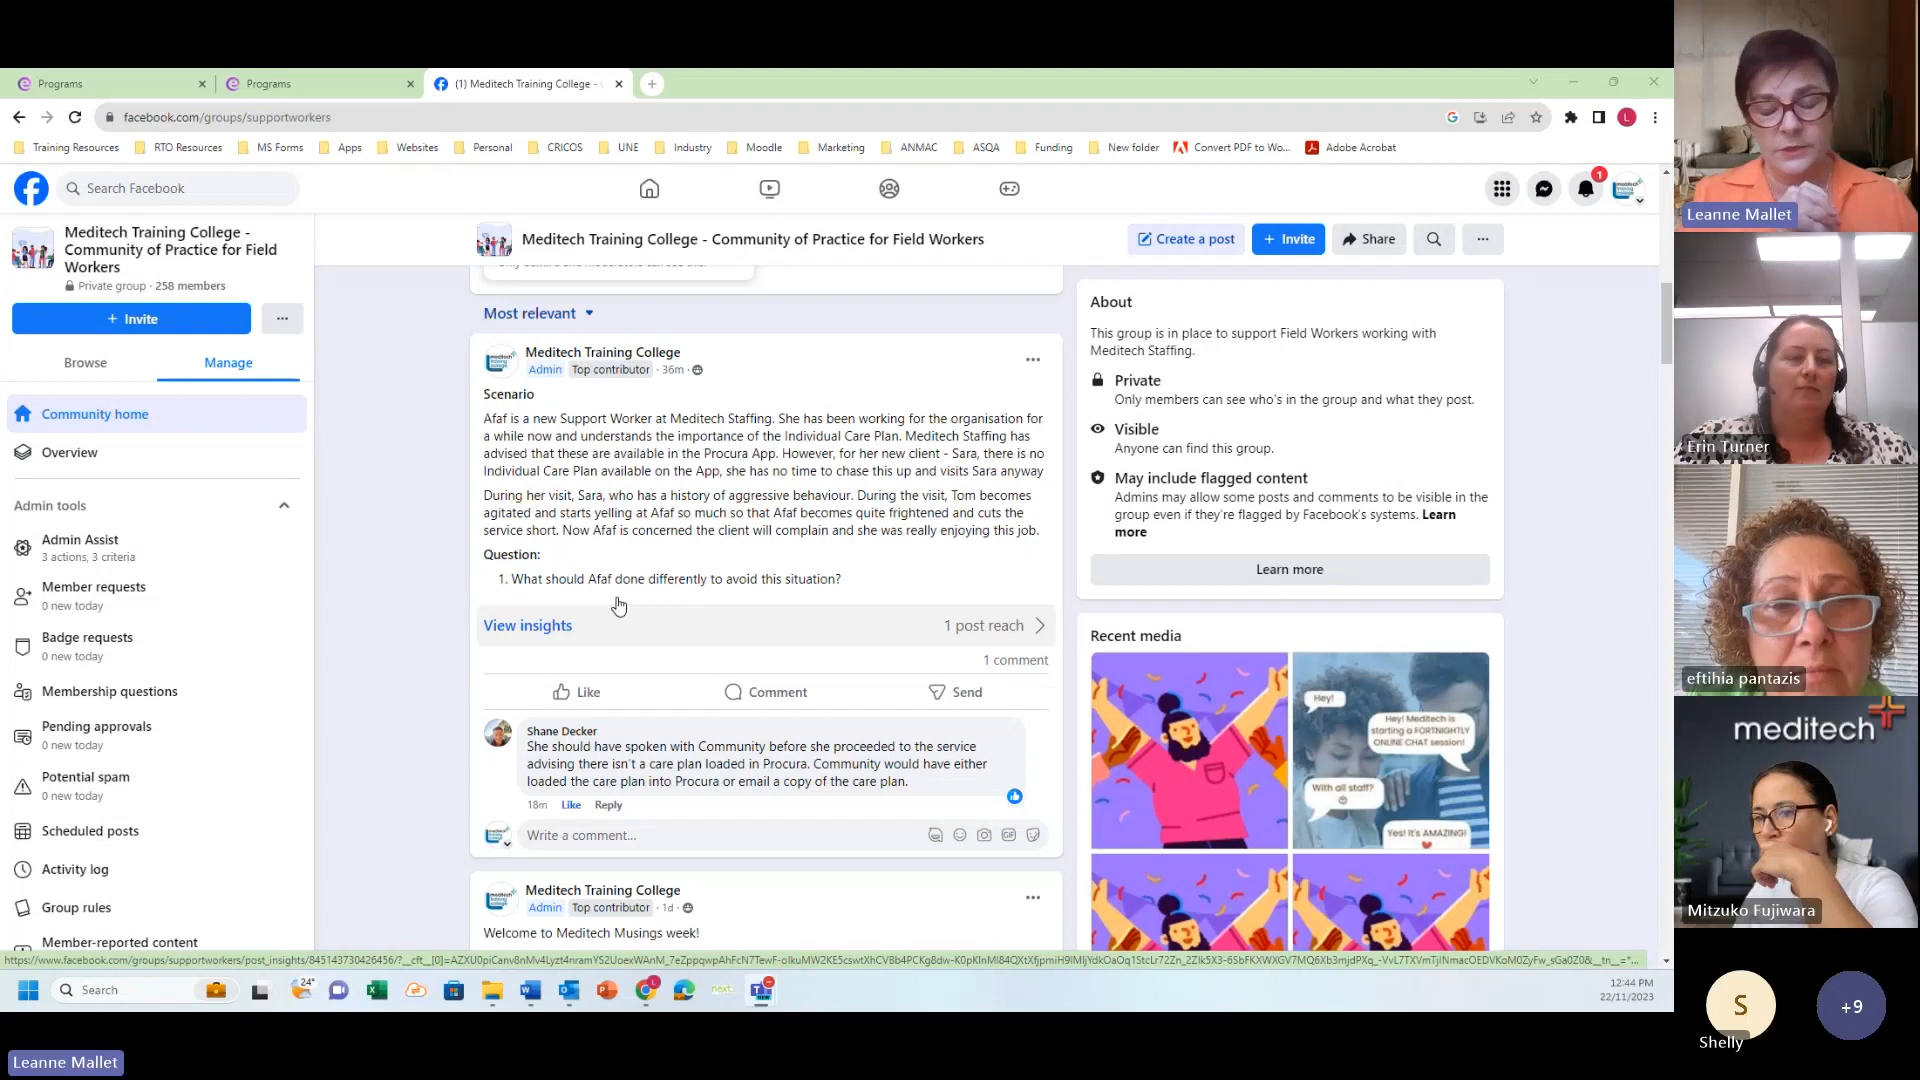 Programs
Programs
(1) Meditech Training College -
facebook.com/groups/supportworkers
Training Resources
RTO Resources
MS Forms
Apps
Websites
Personal
CRICOS
UNE
Industry
Moodle
Marketing
ANMAC
ASQA
Funding
New folder
Convert PDF to Wo...
Adobe Acrobat
Search Facebook
1
Meditech Training College -
Community of Practice for Field
Workers
Private group · 258 members
+ Invite
...
Browse
Manage
Community home
Overview
Admin tools
Admin Assist
3 actions, 3 criteria
Member requests
0 new today
Badge requests
0 new today
Membership questions
Pending approvals
0 new today
Potential spam
0 new today
Scheduled posts
Activity log
Group rules
Member-reported content
Meditech Training College - Community of Practice for Field Workers
Create a post
+ Invite
Share
Most relevant
Meditech Training College
Admin Top contributor · 36m ·
Scenario
Afaf is a new Support Worker at Meditech Staffing. She has been working for the organisation for
a while now and understands the importance of the Individual Care Plan. Meditech Staffing has
advised that these are available in the Procura App. However, for her new client - Sara, there is no
Individual Care Plan available on the App, she has no time to chase this up and visits Sara anyway
During her visit, Sara, who has a history of aggressive behaviour. During the visit, Tom becomes
agitated and starts yelling at Afaf so much so that Afaf becomes quite frightened and cuts the
service short. Now Afaf is concerned the client will complain and she was really enjoying this job.
Question:
1. What should Afaf done differently to avoid this situation?
View insights
1 post reach
1 comment
Like
Comment
Send
Shane Decker
She should have spoken with Community before she proceeded to the service
advising there isn't a care plan loaded in Procura. Community would have either
loaded the care plan into Procura or email a copy of the care plan.
18m Like Reply
Write a comment...
GIF
Meditech Training College
Admin Top contributor · 1d ·
Welcome to Meditech Musings week!
About
This group is in place to support Field Workers working with
Meditech Staffing.
Private
Only members can see who's in the group and what they post.
Visible
Anyone can find this group.
May include flagged content
Admins may allow some posts and comments to be visible in the
group even if they're flagged by Facebook's systems. Learn
more
Learn more
Recent media
Hey!
Hey! Meditech is
starting a FORTNIGHTLY
ONLINE CHAT session!
With all staff?
Yes! It's AMAZING!
Search
24°
12:44 PM
22/11/2023
Leanne Mallet
Leanne Mallet
Erin Turner
eftihia pantazis
meditech
Mitzuko Fujiwara
S
Shelly
+9